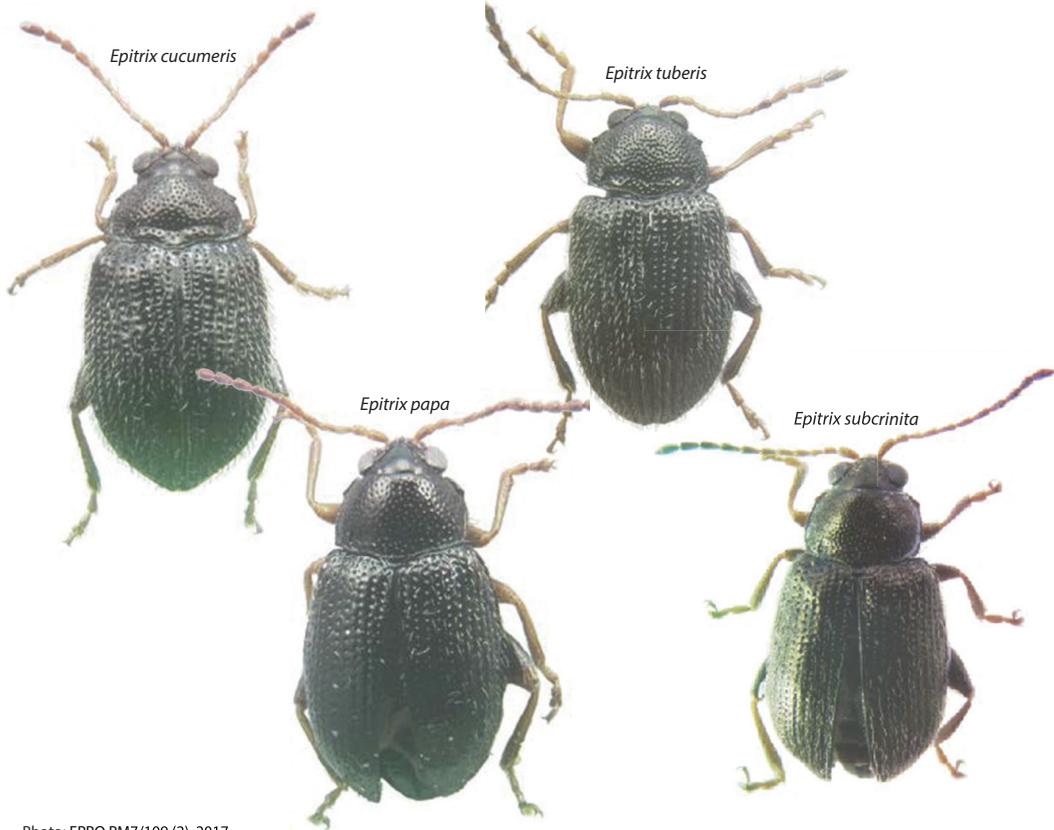 Epitrix cucumeris
Epitrix tuberis
Epitrix papa
Epitrix subcrinita
Photo: EPPO PM7/109 (2), 2017